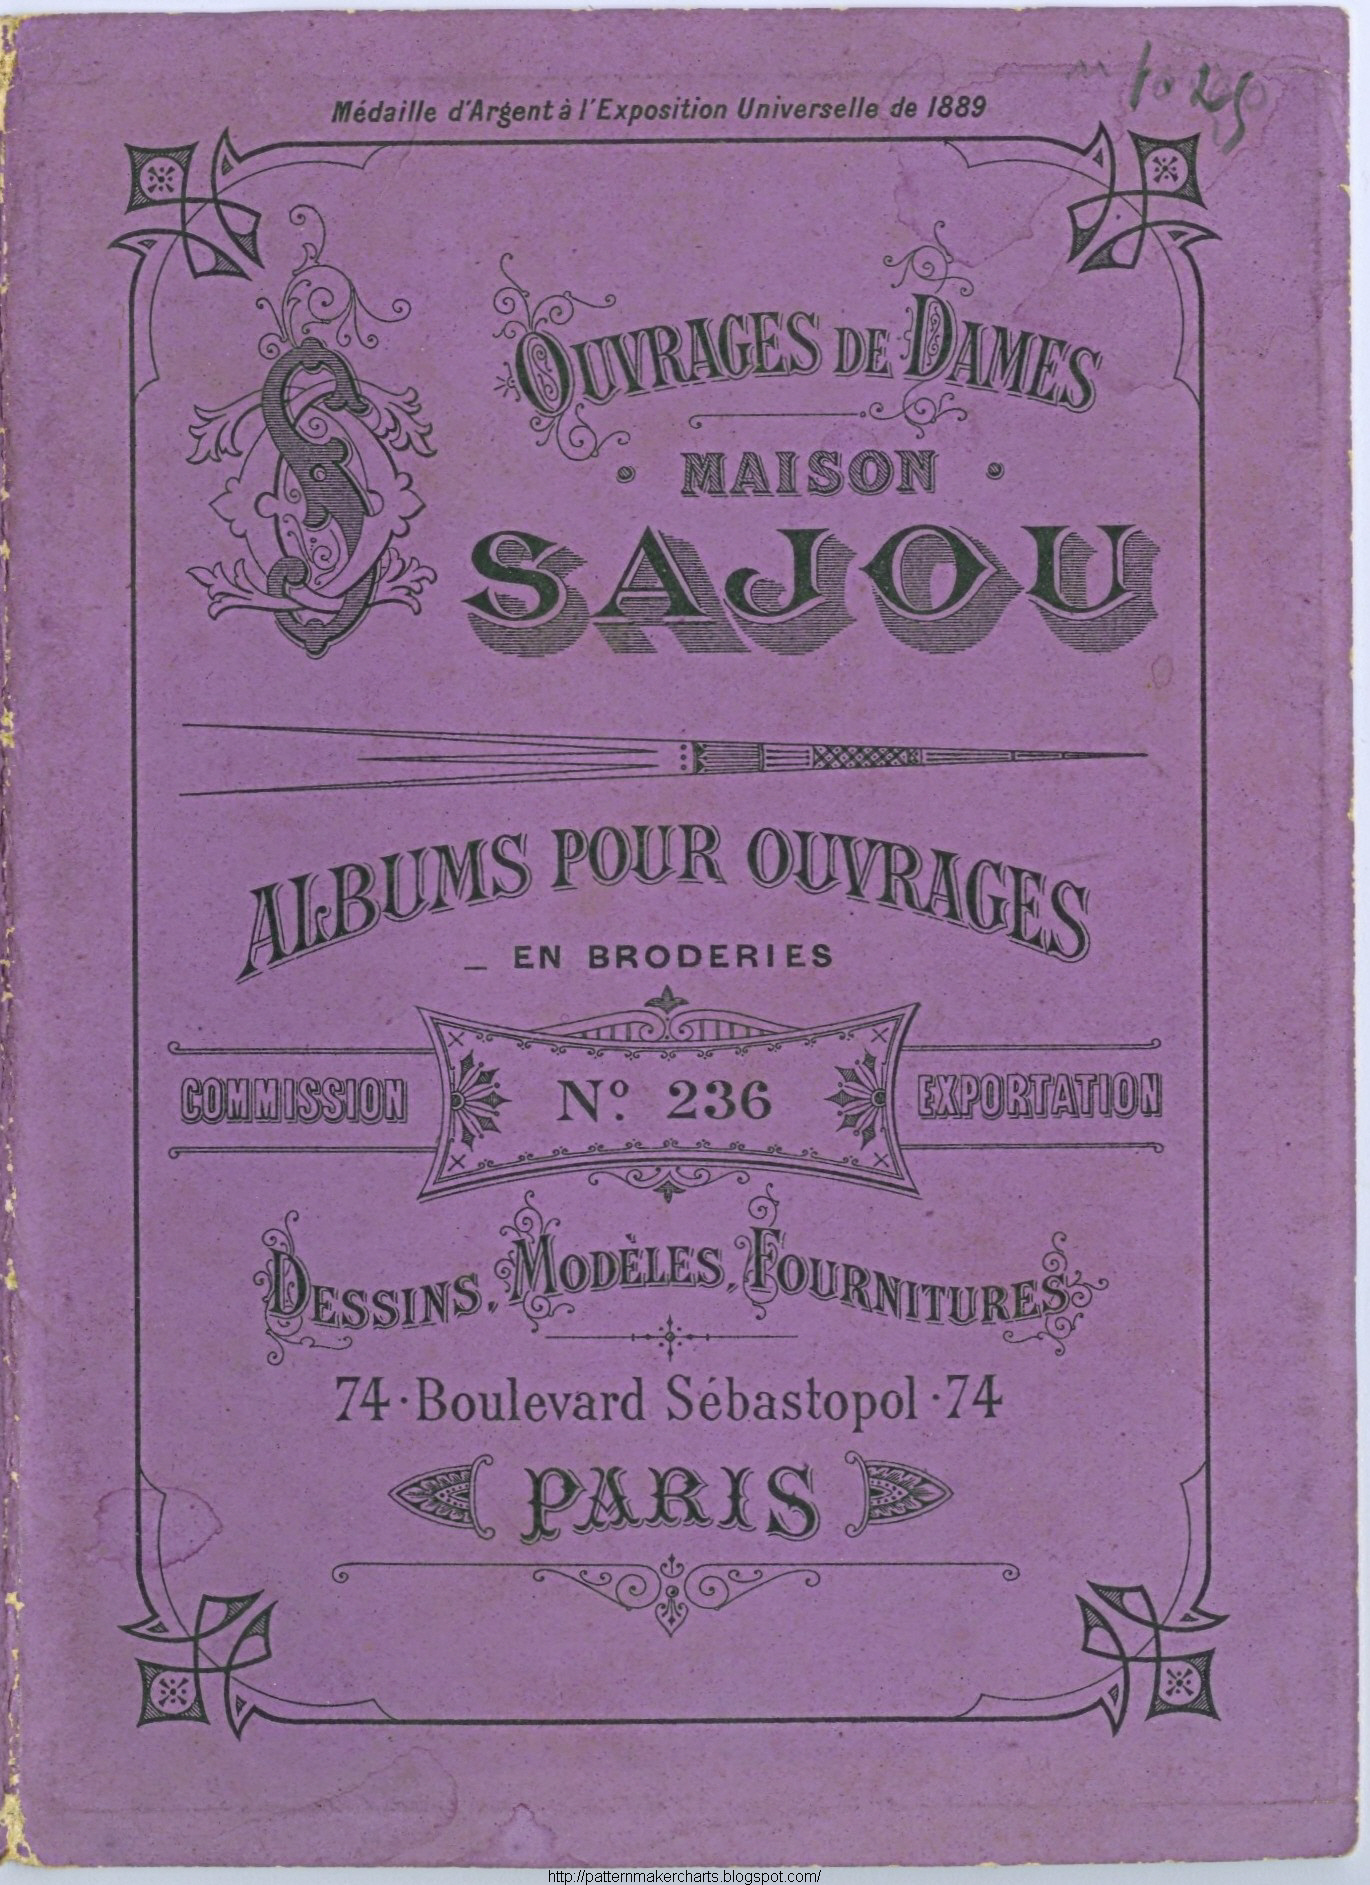 Médaille d'Argent à l'Exposition Universelle de 1889
OUVRAGES DE DAMES
MAISON
SAJOU
ALBUMS POUR OUVRAGES
_ EN BRODERIES
COMMISSION Nº. 236 EXPORTATION
DESSINS, MODÈLES, FOURNITURES
74 · Boulevard Sébastopol · 74
PARIS
http://patternmakercharts.blogspot.com/